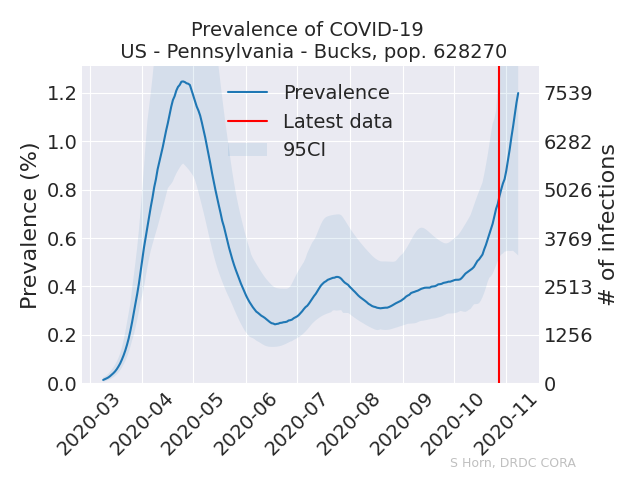 Prevalence of COVID-19
US - Pennsylvania - Bucks, pop. 628270
Prevalence
Latest data
95CI
Prevalence (%)
1.2
1.0
0.8
0.6
0.4
0.2
0.0
# of infections
7539
6282
5026
3769
2513
1256
0
2020-03
2020-04
2020-05
2020-06
2020-07
2020-08
2020-09
2020-10
2020-11
S Horn, DRDC CORA